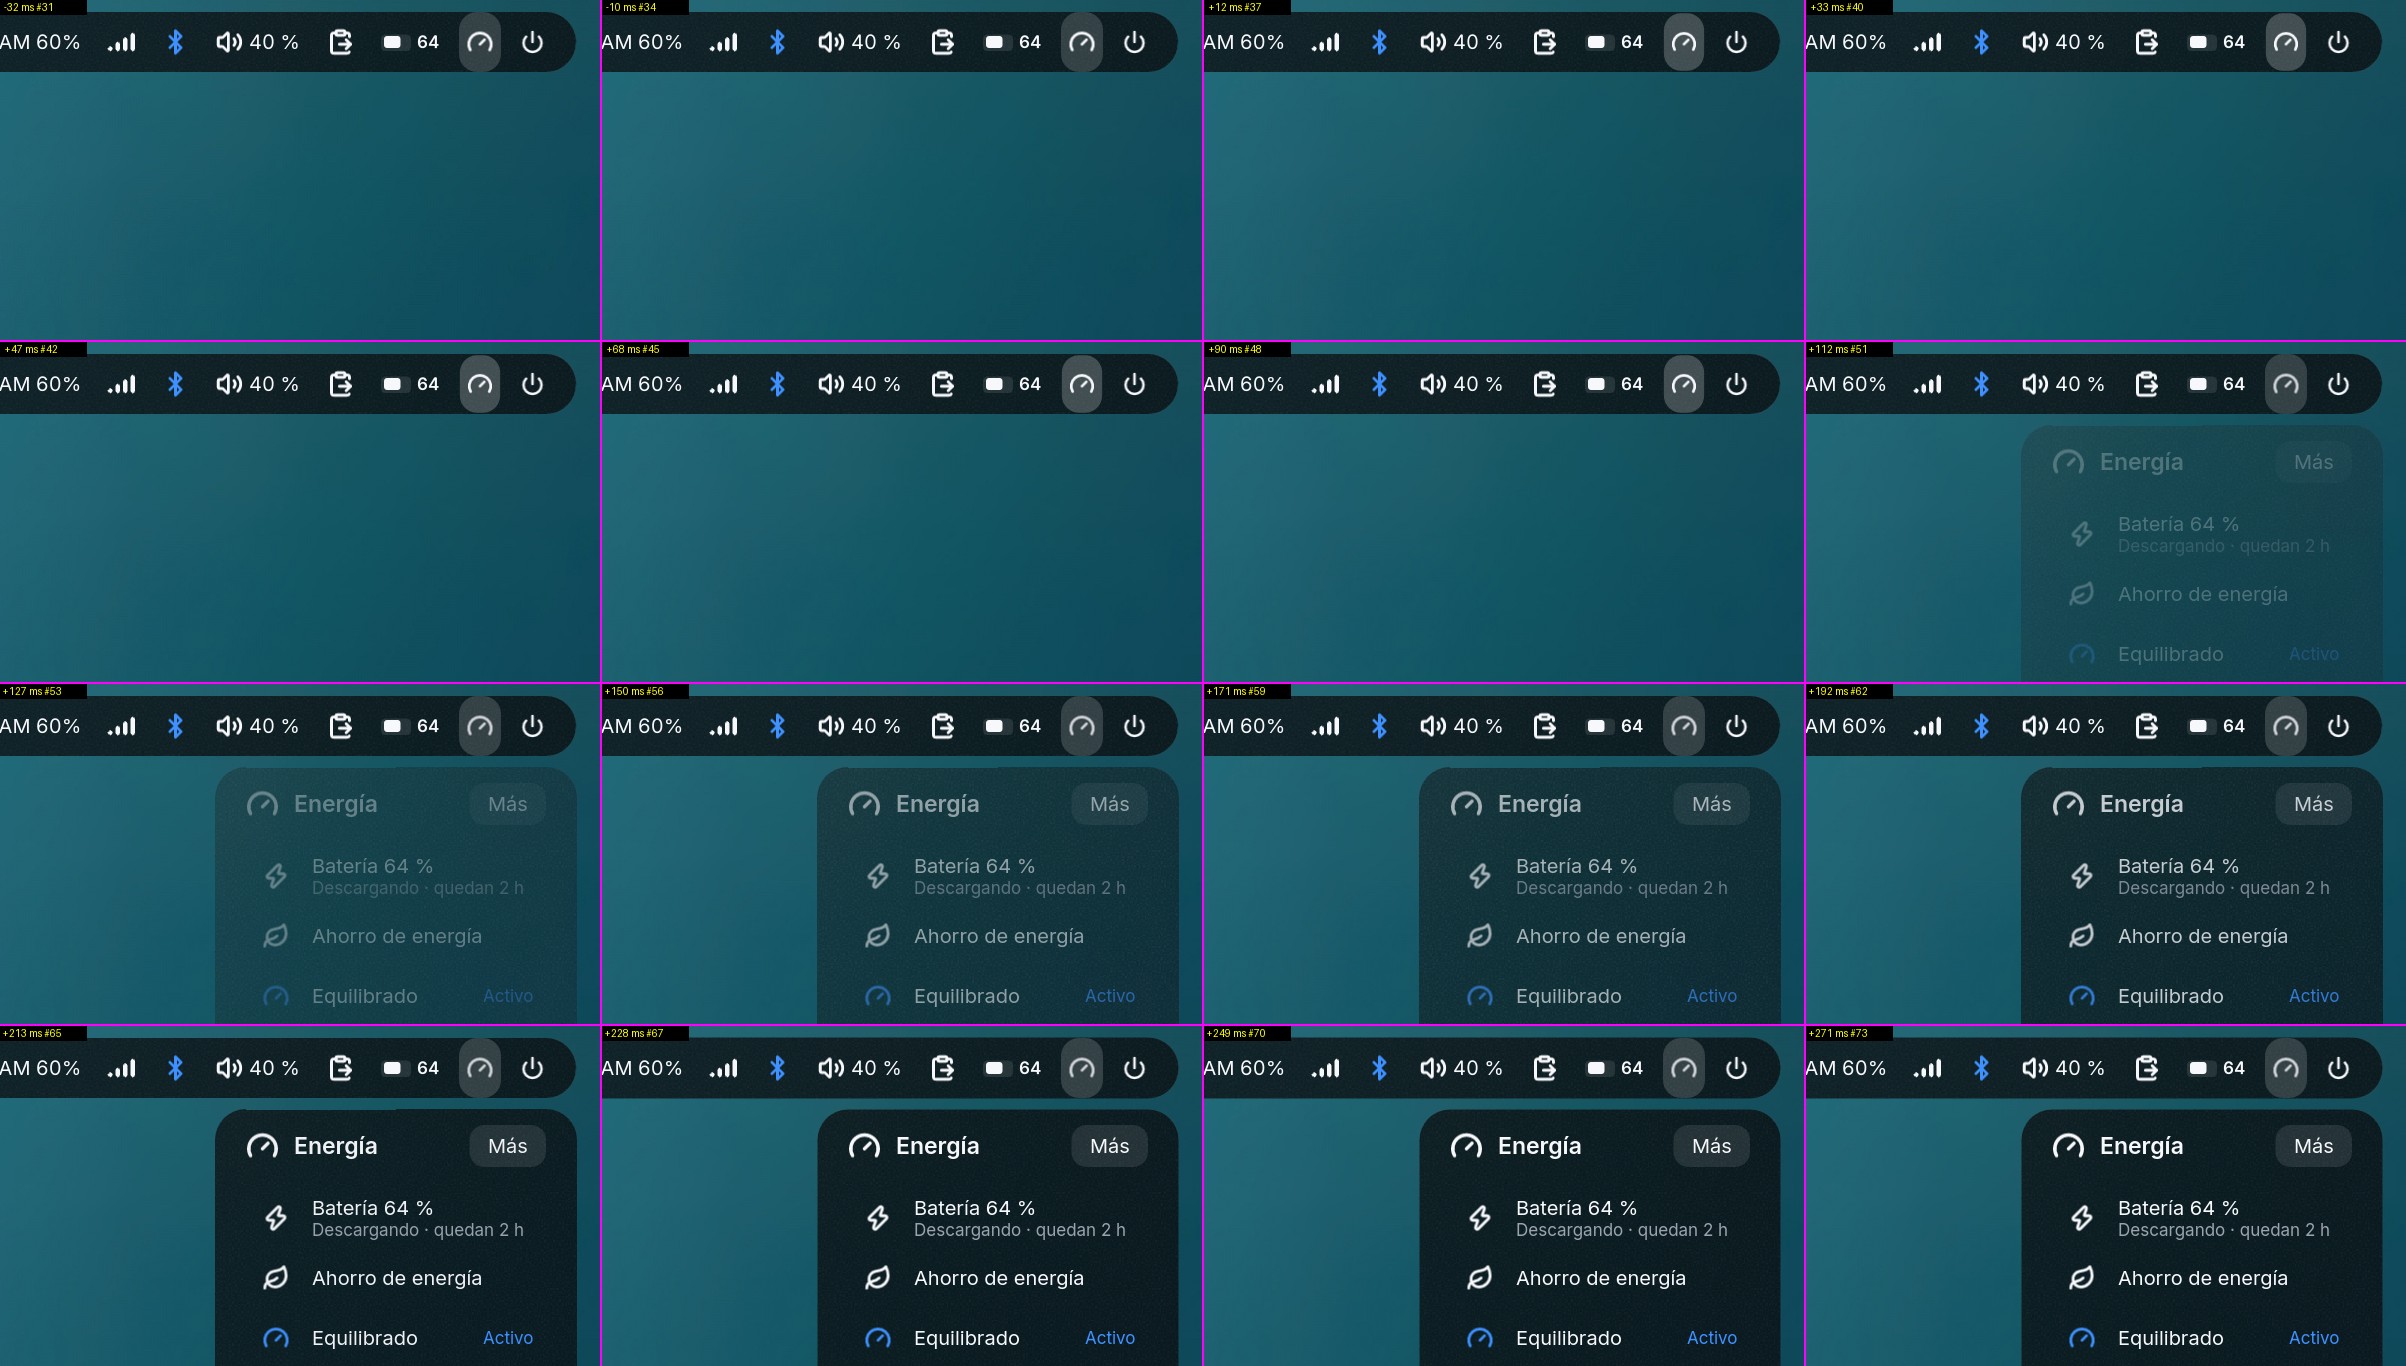 -32 ms #31
AM 60% 40 % 64
-10 ms #34
AM 60% 40 % 64
+12 ms #37
AM 60% 40 % 64
+33 ms #40
AM 60% 40 % 64
+47 ms #42
AM 60% 40 % 64
+68 ms #45
AM 60% 40 % 64
+90 ms #48
AM 60% 40 % 64
+112 ms #51
AM 60% 40 % 64
Energía Más
Batería 64 %
Descargando · quedan 2 h
Ahorro de energía
Equilibrado Activo
+127 ms #53
AM 60% 40 % 64
Energía Más
Batería 64 %
Descargando · quedan 2 h
Ahorro de energía
Equilibrado Activo
+150 ms #56
AM 60% 40 % 64
Energía Más
Batería 64 %
Descargando · quedan 2 h
Ahorro de energía
Equilibrado Activo
+171 ms #59
AM 60% 40 % 64
Energía Más
Batería 64 %
Descargando · quedan 2 h
Ahorro de energía
Equilibrado Activo
+192 ms #62
AM 60% 40 % 64
Energía Más
Batería 64 %
Descargando · quedan 2 h
Ahorro de energía
Equilibrado Activo
+213 ms #65
AM 60% 40 % 64
Energía Más
Batería 64 %
Descargando · quedan 2 h
Ahorro de energía
Equilibrado Activo
+228 ms #67
AM 60% 40 % 64
Energía Más
Batería 64 %
Descargando · quedan 2 h
Ahorro de energía
Equilibrado Activo
+249 ms #70
AM 60% 40 % 64
Energía Más
Batería 64 %
Descargando · quedan 2 h
Ahorro de energía
Equilibrado Activo
+271 ms #73
AM 60% 40 % 64
Energía Más
Batería 64 %
Descargando · quedan 2 h
Ahorro de energía
Equilibrado Activo